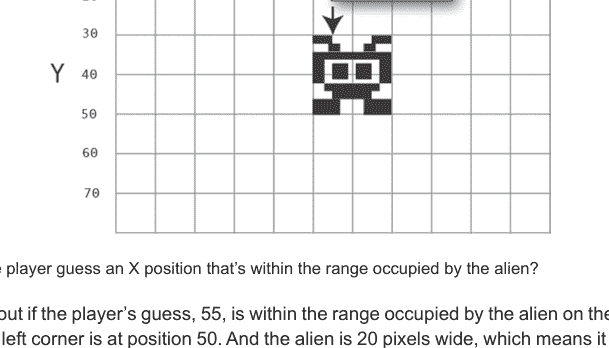 30
Y 40
50
60
70
e player guess an X position that’s within the range occupied by the alien?
out if the player’s guess, 55, is within the range occupied by the alien on the
left corner is at position 50. And the alien is 20 pixels wide, which means it